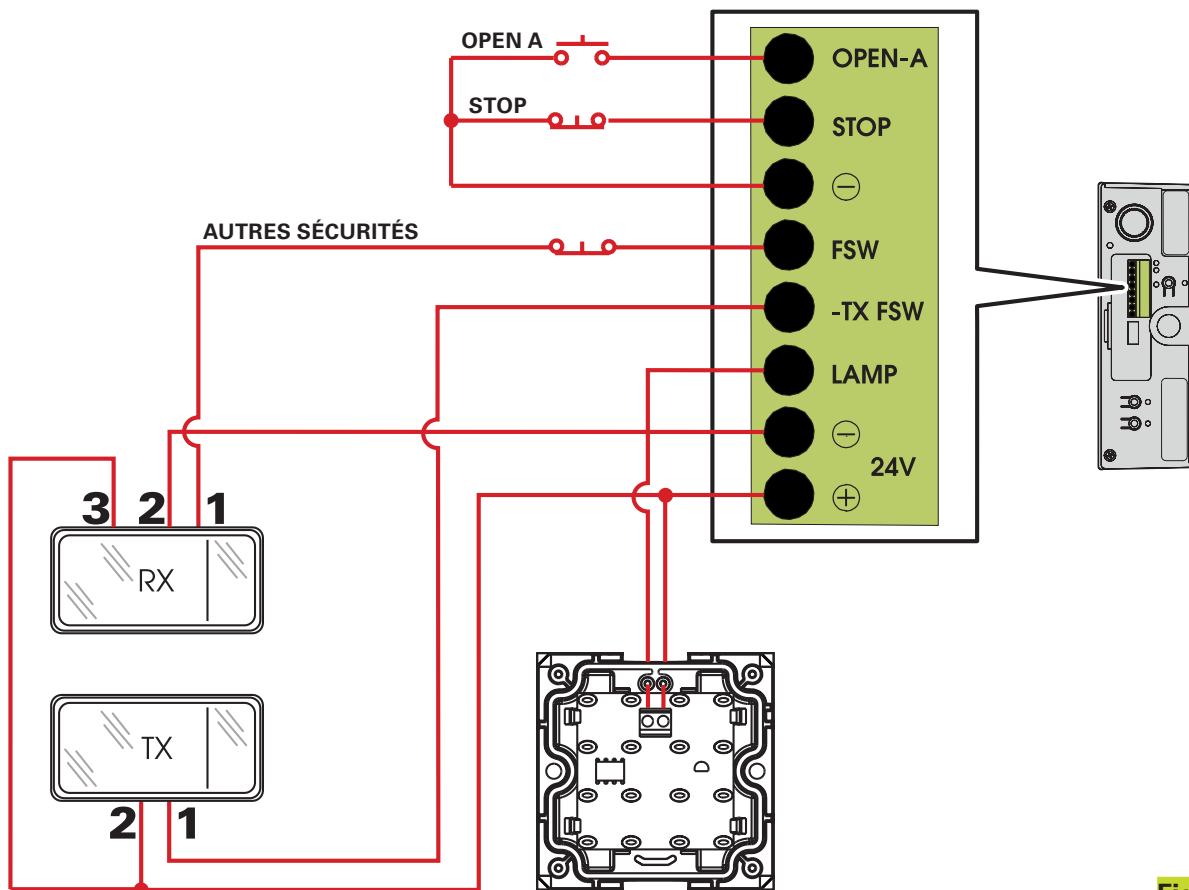 OPEN A
OPEN-A
STOP
STOP
⊖
AUTRES SÉCURITÉS
FSW
-TX FSW
LAMP
⊖
24V
⊕
3 2 1
RX
TX
2 1